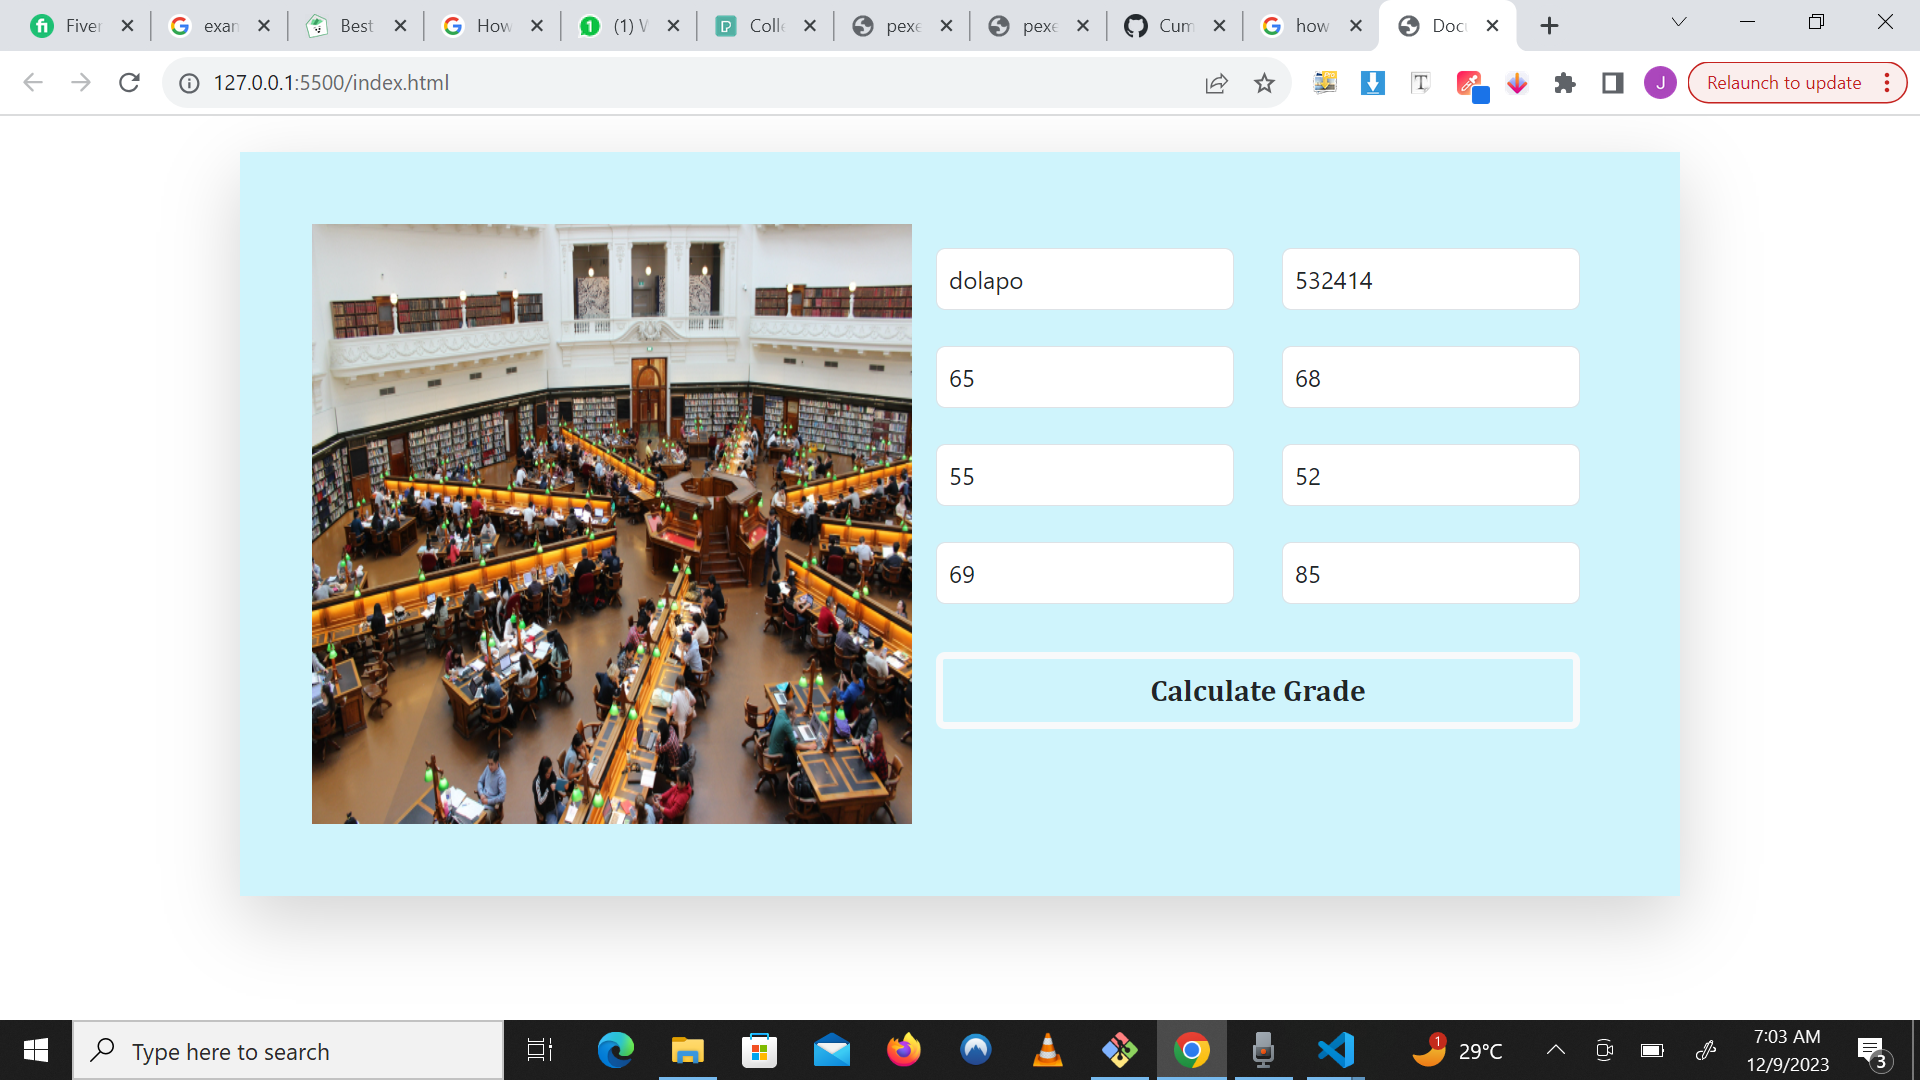 Fiver
exan
Best
How
(1) W
Colle
pexe
pexe
Cum
how
Docu
127.0.0.1:5500/index.html
J
Relaunch to update
dolapo
532414
65
68
55
52
69
85
Calculate Grade
Type here to search
1
29°C
7:03 AM
12/9/2023
3